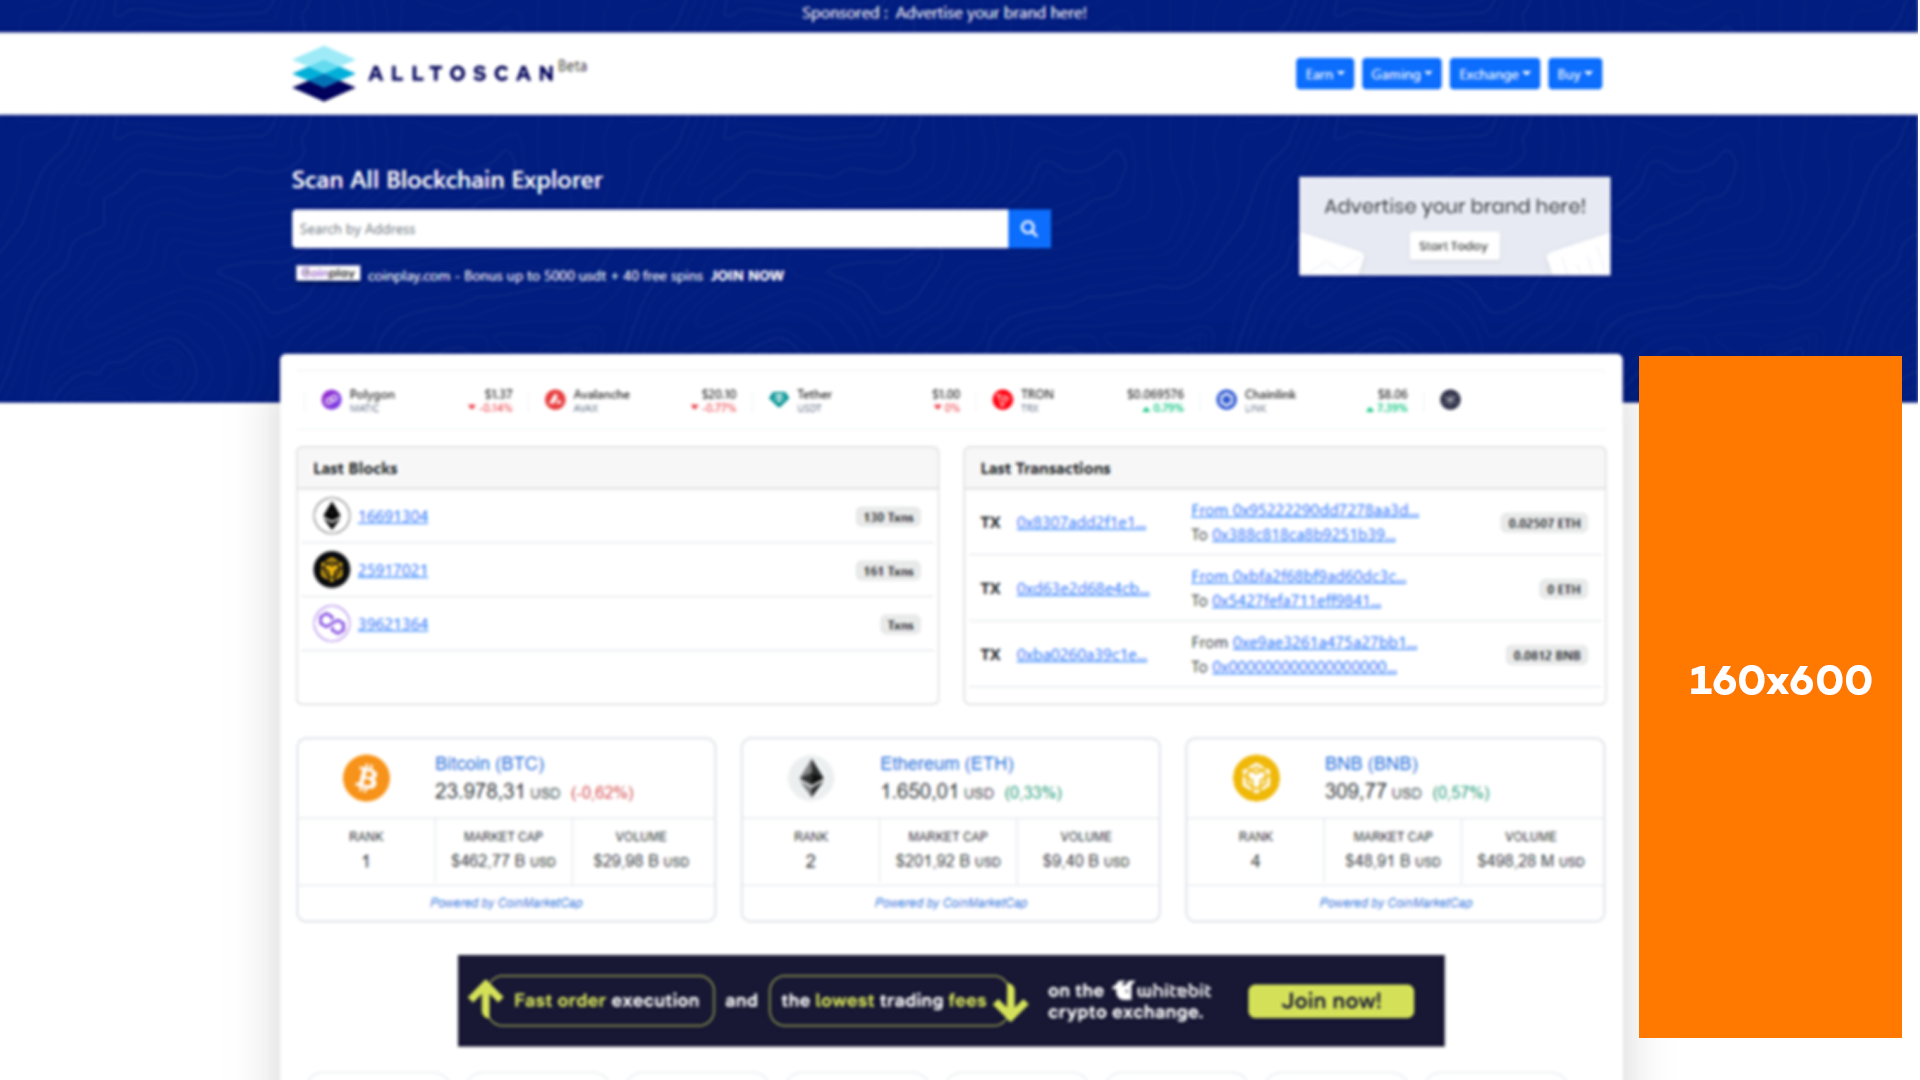 Sponsored : Advertise your brand here!
ALLTOSCAN Beta
Earn Gaming Exchange Buy
Scan All Blockchain Explorer
Search by Address
Coinplay coinplay.com - Bonus up to 5000 usdt + 40 free spins JOIN NOW
Advertise your brand here!
Start Today
Polygon $1.37 Avalanche $20.10 Tether $1.00 TRON $0.069576 Chainlink $8.06
MATIC -0.14% AVAX -0.77% USDT 0% TRX 0.79% LINK 7.39%
Last Blocks
16691304 130 Txns
25917021 161 Txns
39621364 Txns
Last Transactions
TX 0x8307add2f1e1... From 0x95222290dd7278aa3d... 0.02507 ETH
To 0x388c818ca8b9251b39...
TX 0xd63e2d68e4cb... From 0xbfa2f68bf9ad60dc3c... 0 ETH
To 0x5427fefa711eff9841...
TX 0xba0260a39c1e... From 0xe9ae3261a475a27bb1... 0.0812 BNB
To 0x000000000000000000...
Bitcoin (BTC)
23.978,31 USD (-0,62%)
RANK MARKET CAP VOLUME
1 $462,77 B USD $29,98 B USD
Powered by CoinMarketCap
Ethereum (ETH)
1.650,01 USD (0,33%)
RANK MARKET CAP VOLUME
2 $201,92 B USD $9,40 B USD
Powered by CoinMarketCap
BNB (BNB)
309,77 USD (0,57%)
RANK MARKET CAP VOLUME
4 $48,91 B USD $498,28 M USD
Powered by CoinMarketCap
160x600
Fast order execution and the lowest trading fees on the whitebit
crypto exchange.
Join now!